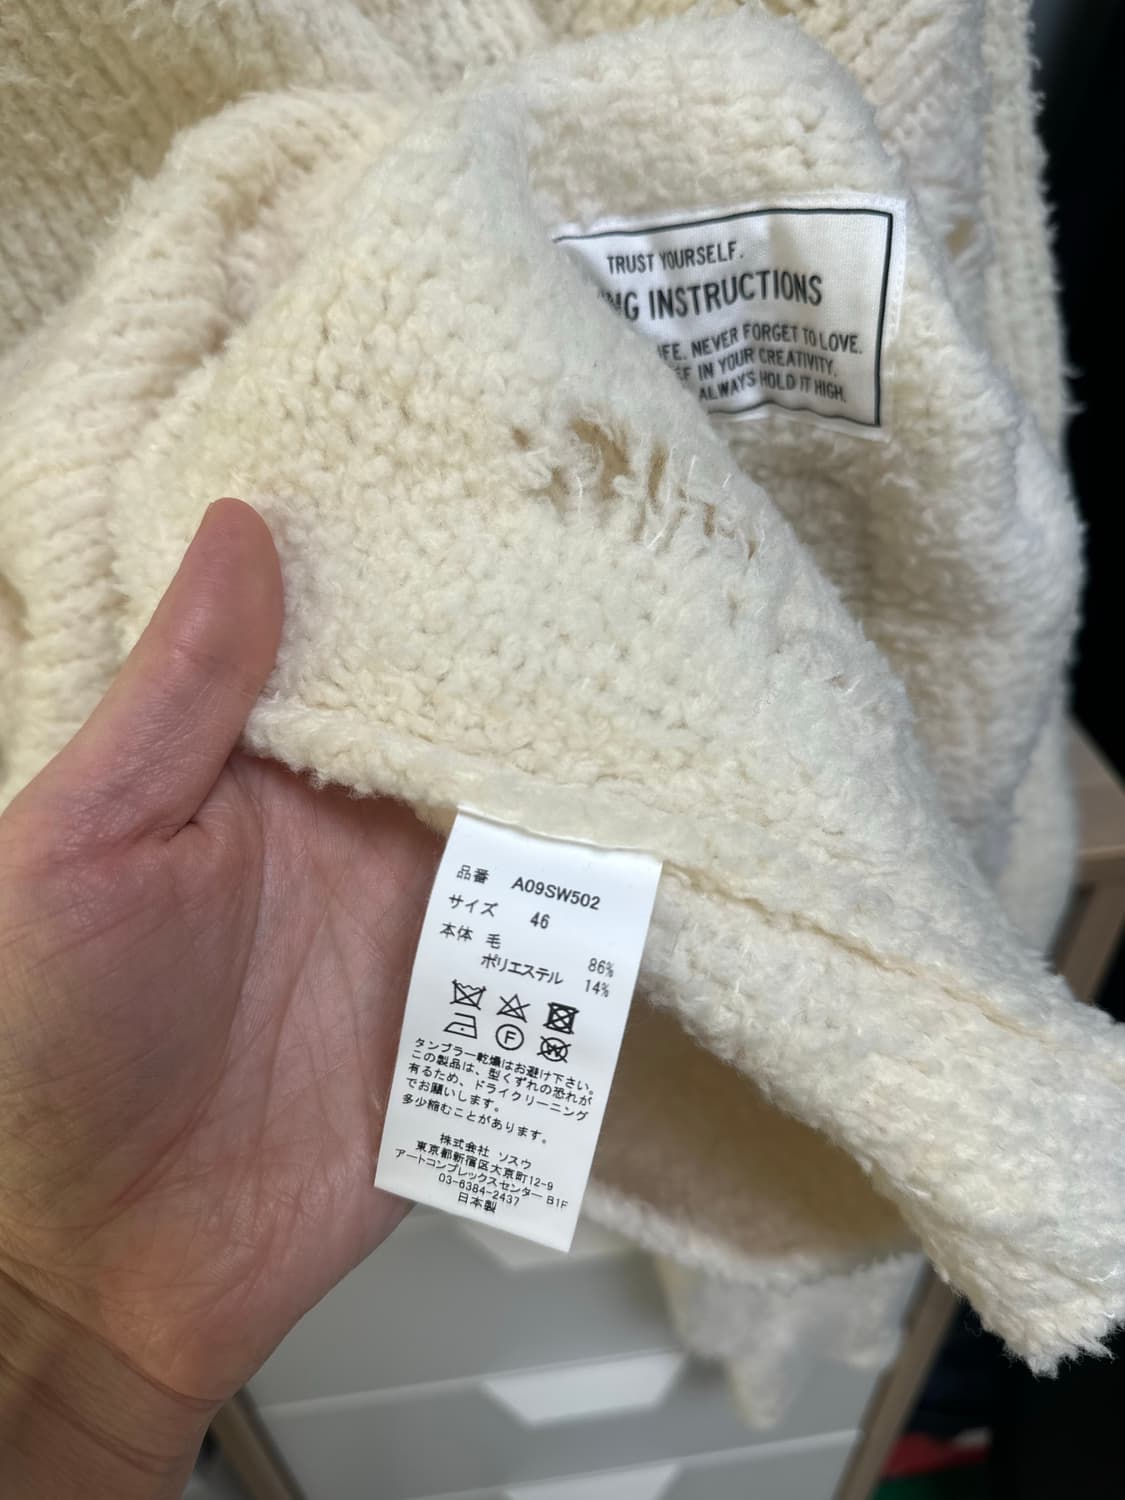 TRUST YOURSELF.
NG INSTRUCTIONS
IFE. NEVER FORGET TO LOVE.
EF IN YOUR CREATIVITY.
ALWAYS HOLD IT HIGH.
品番 A09SW502
サイズ 46
本体 毛 86%
ポリエステル 14%
F
W
タンブラー乾燥はお避け下さい。
この製品は、型くずれの恐れが
有るため、ドライクリーニング
でお願いします。
多少縮むことがあります。
株式会社 ソスウ
東京都新宿区大京町12-9
アートコンプレックスセンター B1F
03-6384-2437
日本製